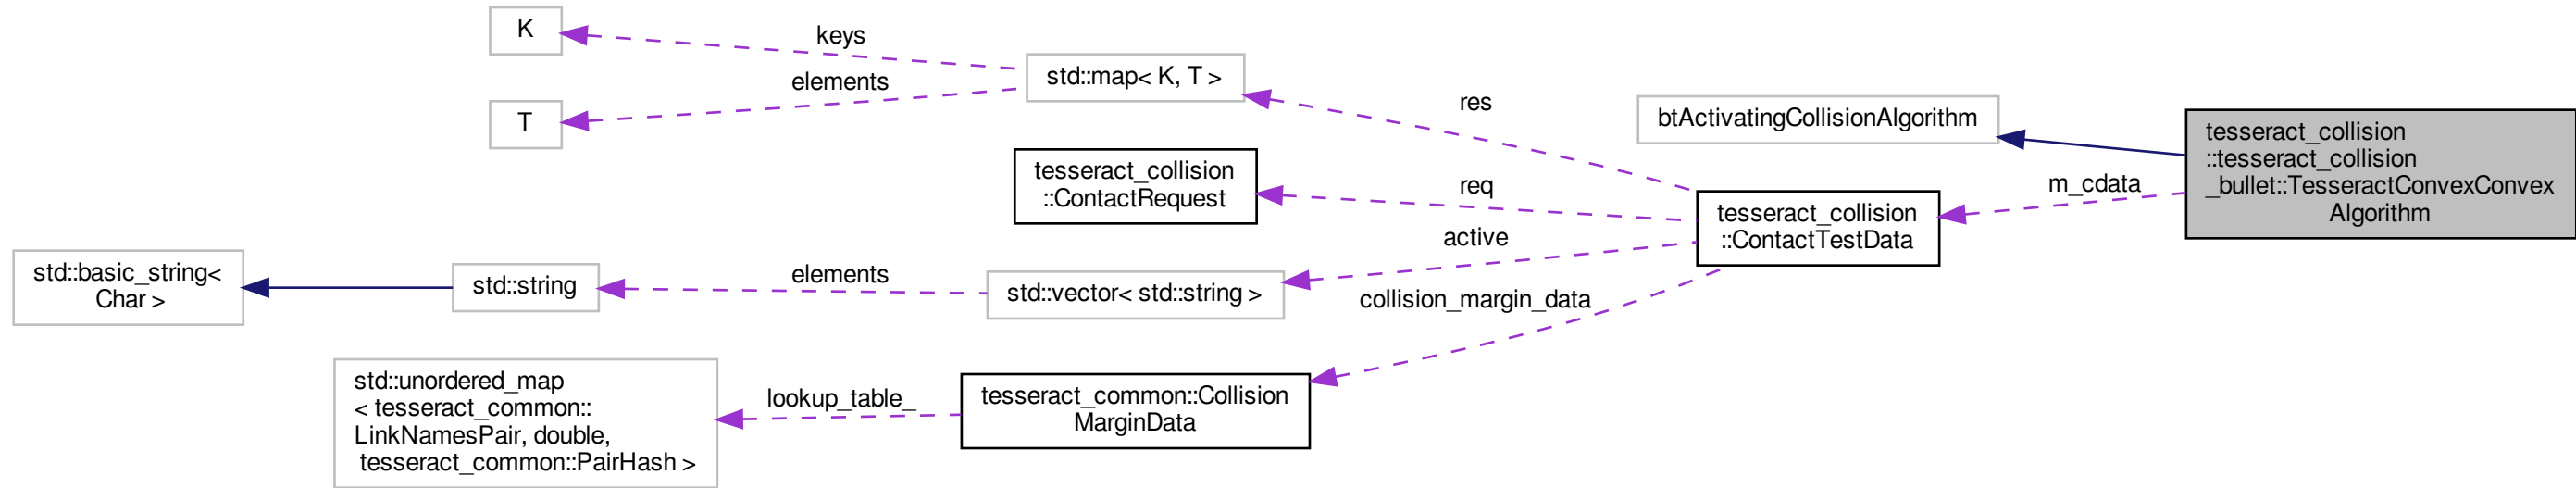 K
keys
std::map< K, T >
elements
T
res
btActivatingCollisionAlgorithm
tesseract_collision
::tesseract_collision
_bullet::TesseractConvexConvex
Algorithm
m_cdata
tesseract_collision
::ContactRequest
req
tesseract_collision
::ContactTestData
active
std::basic_string<
Char >
std::string
elements
std::vector< std::string >
collision_margin_data
std::unordered_map
< tesseract_common::
LinkNamesPair, double,
tesseract_common::PairHash >
lookup_table_
tesseract_common::Collision
MarginData